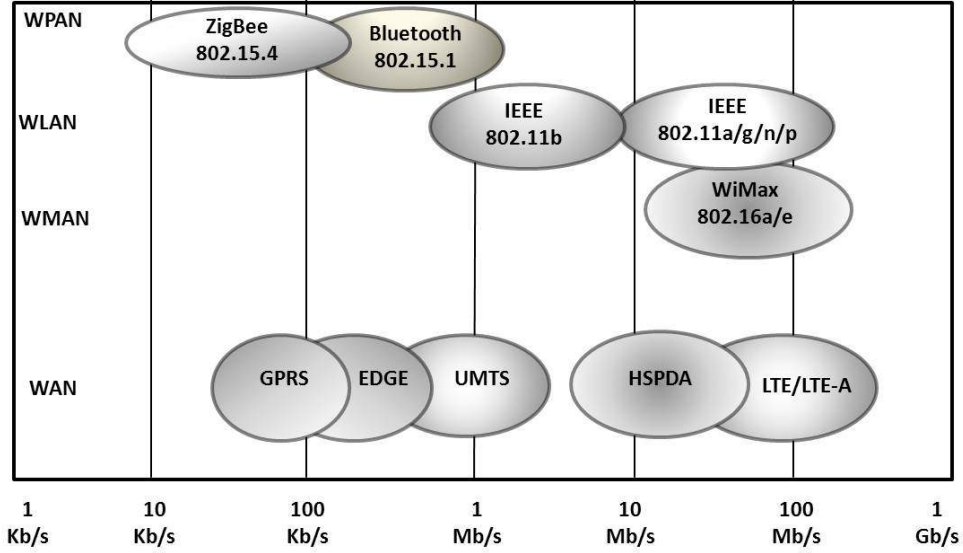 WPAN
ZigBee
802.15.4
Bluetooth
802.15.1
WLAN
IEEE
802.11b
IEEE
802.11a/g/n/p
WMAN
WiMax
802.16a/e
WAN
GPRS
EDGE
UMTS
HSPDA
LTE/LTE-A
1
Kb/s
10
Kb/s
100
Kb/s
1
Mb/s
10
Mb/s
100
Mb/s
1
Gb/s